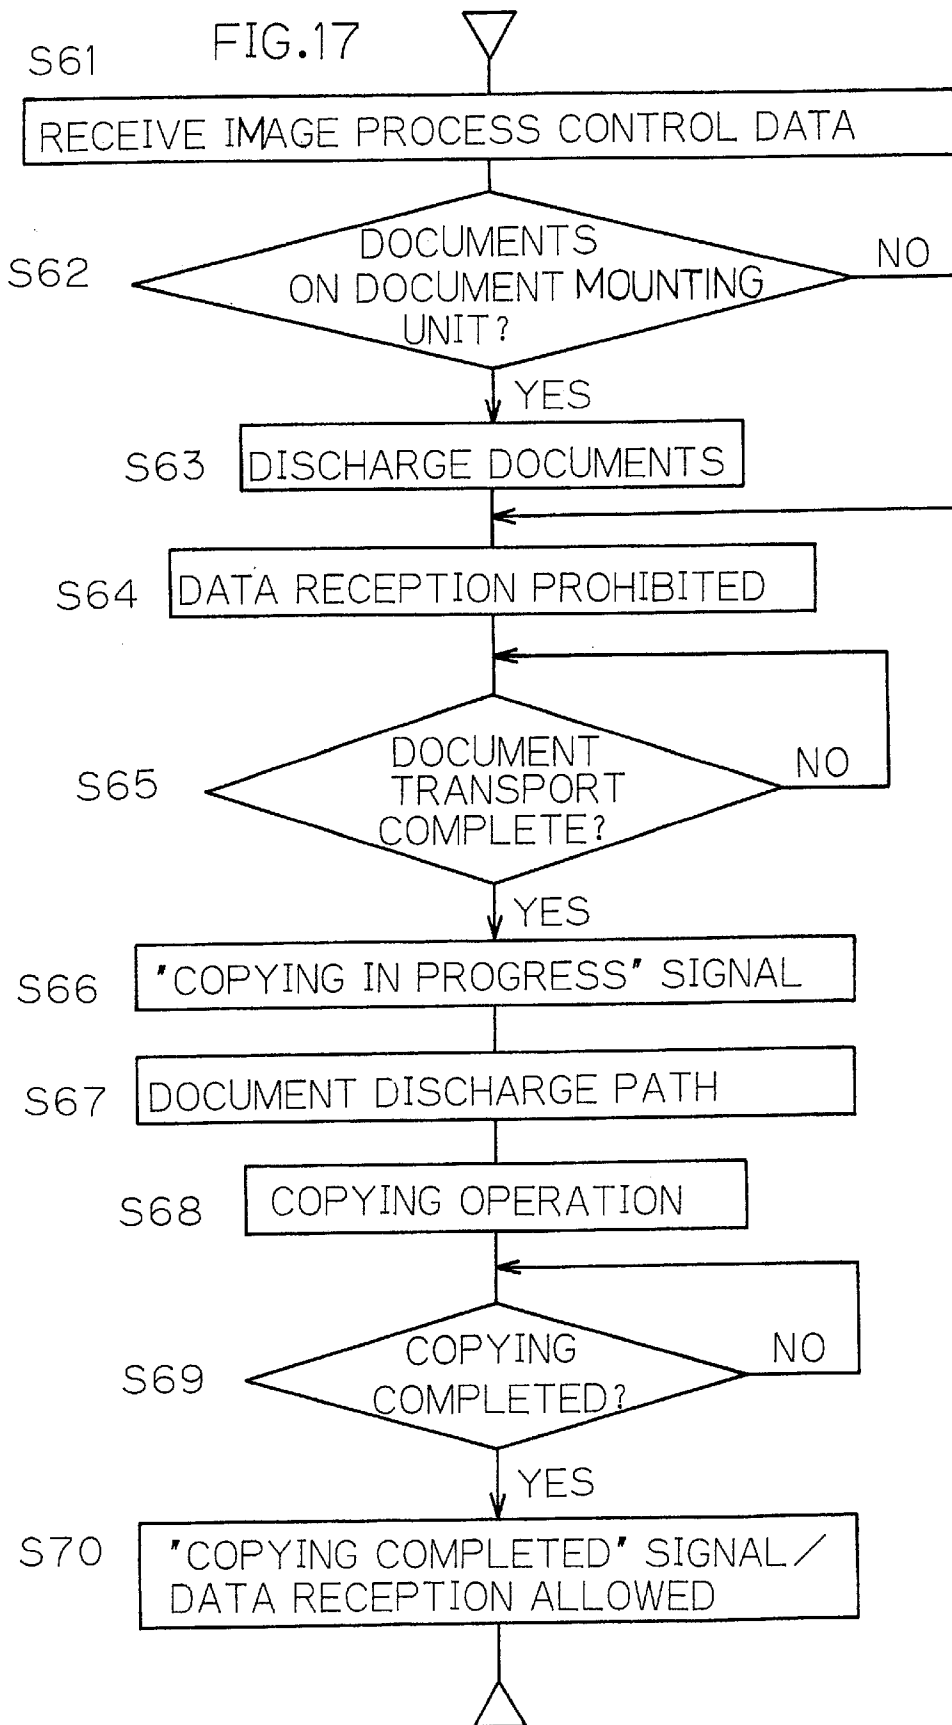 FIG.17
S61
RECEIVE IMAGE PROCESS CONTROL DATA
S62
DOCUMENTS
ON DOCUMENT MOUNTING
UNIT?
NO
YES
S63
DISCHARGE DOCUMENTS
S64
DATA RECEPTION PROHIBITED
S65
DOCUMENT
TRANSPORT
COMPLETE?
NO
YES
S66
"COPYING IN PROGRESS" SIGNAL
S67
DOCUMENT DISCHARGE PATH
S68
COPYING OPERATION
S69
COPYING
COMPLETED?
NO
YES
S70
"COPYING COMPLETED" SIGNAL/
DATA RECEPTION ALLOWED